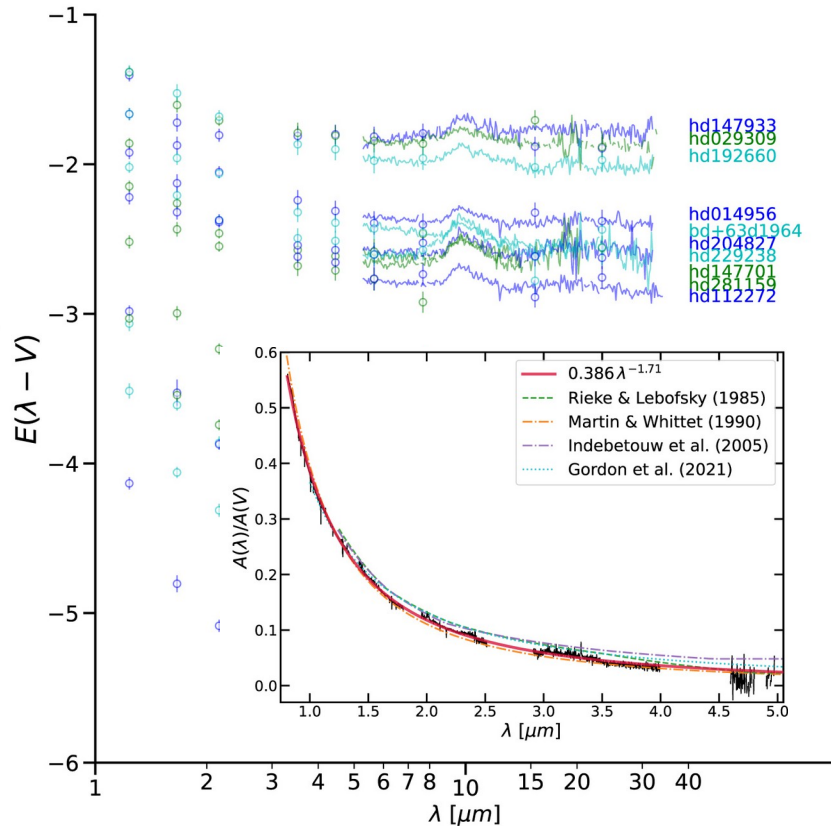 −1
−2
−3
−4
−5
−6
E(λ − V)
hd147933
hd029309
hd192660
hd014956
bd+63d1964
hd204827
hd229238
hd147701
hd281159
hd112272
0.6
0.5
0.4
0.3
0.2
0.1
0.0
A(λ)/A(V)
0.386λ^−1.71
Rieke & Lebofsky (1985)
Martin & Whittet (1990)
Indebetouw et al. (2005)
Gordon et al. (2021)
1.0 1.5 2.0 2.5 3.0 3.5 4.0 4.5 5.0
λ [μm]
1 2 3 4 5 6 7 8 10 15 20 30 40
λ [μm]